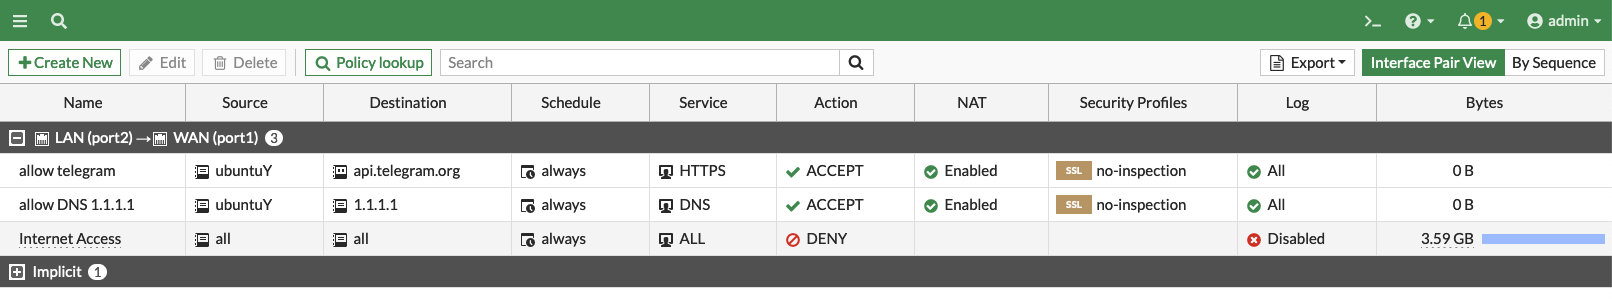 1 admin
Create New Edit Delete Policy lookup Search Export Interface Pair View By Sequence
Name Source Destination Schedule Service Action NAT Security Profiles Log Bytes
LAN (port2) → WAN (port1) 3
allow telegram ubuntuY api.telegram.org always HTTPS ACCEPT Enabled SSL no-inspection All 0 B
allow DNS 1.1.1.1 ubuntuY 1.1.1.1 always DNS ACCEPT Enabled SSL no-inspection All 0 B
Internet Access all all always ALL DENY Disabled 3.59 GB
Implicit 1